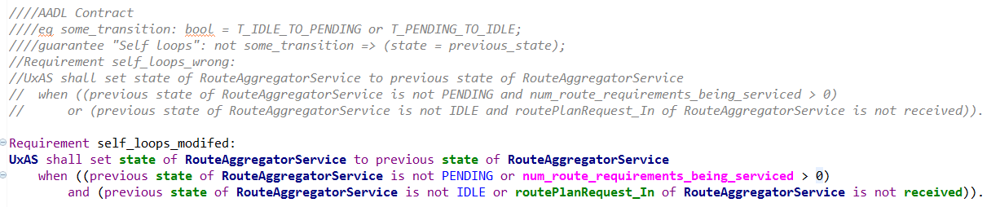 ////AADL Contract
////eg some_transition: bool = T_IDLE_TO_PENDING or T_PENDING_TO_IDLE;
////guarantee "Self loops": not some_transition => (state = previous_state);
//Requirement self_loops_wrong:
//UxAS shall set state of RouteAggregatorService to previous state of RouteAggregatorService
//  when ((previous state of RouteAggregatorService is not PENDING and num_route_requirements_being_serviced > 0)
//      or (previous state of RouteAggregatorService is not IDLE and routePlanRequest_In of RouteAggregatorService is not received)).
Requirement self_loops_modifed:
UxAS shall set state of RouteAggregatorService to previous state of RouteAggregatorService
    when ((previous state of RouteAggregatorService is not PENDING or num_route_requirements_being_serviced > 0)
        and (previous state of RouteAggregatorService is not IDLE or routePlanRequest_In of RouteAggregatorService is not received)).